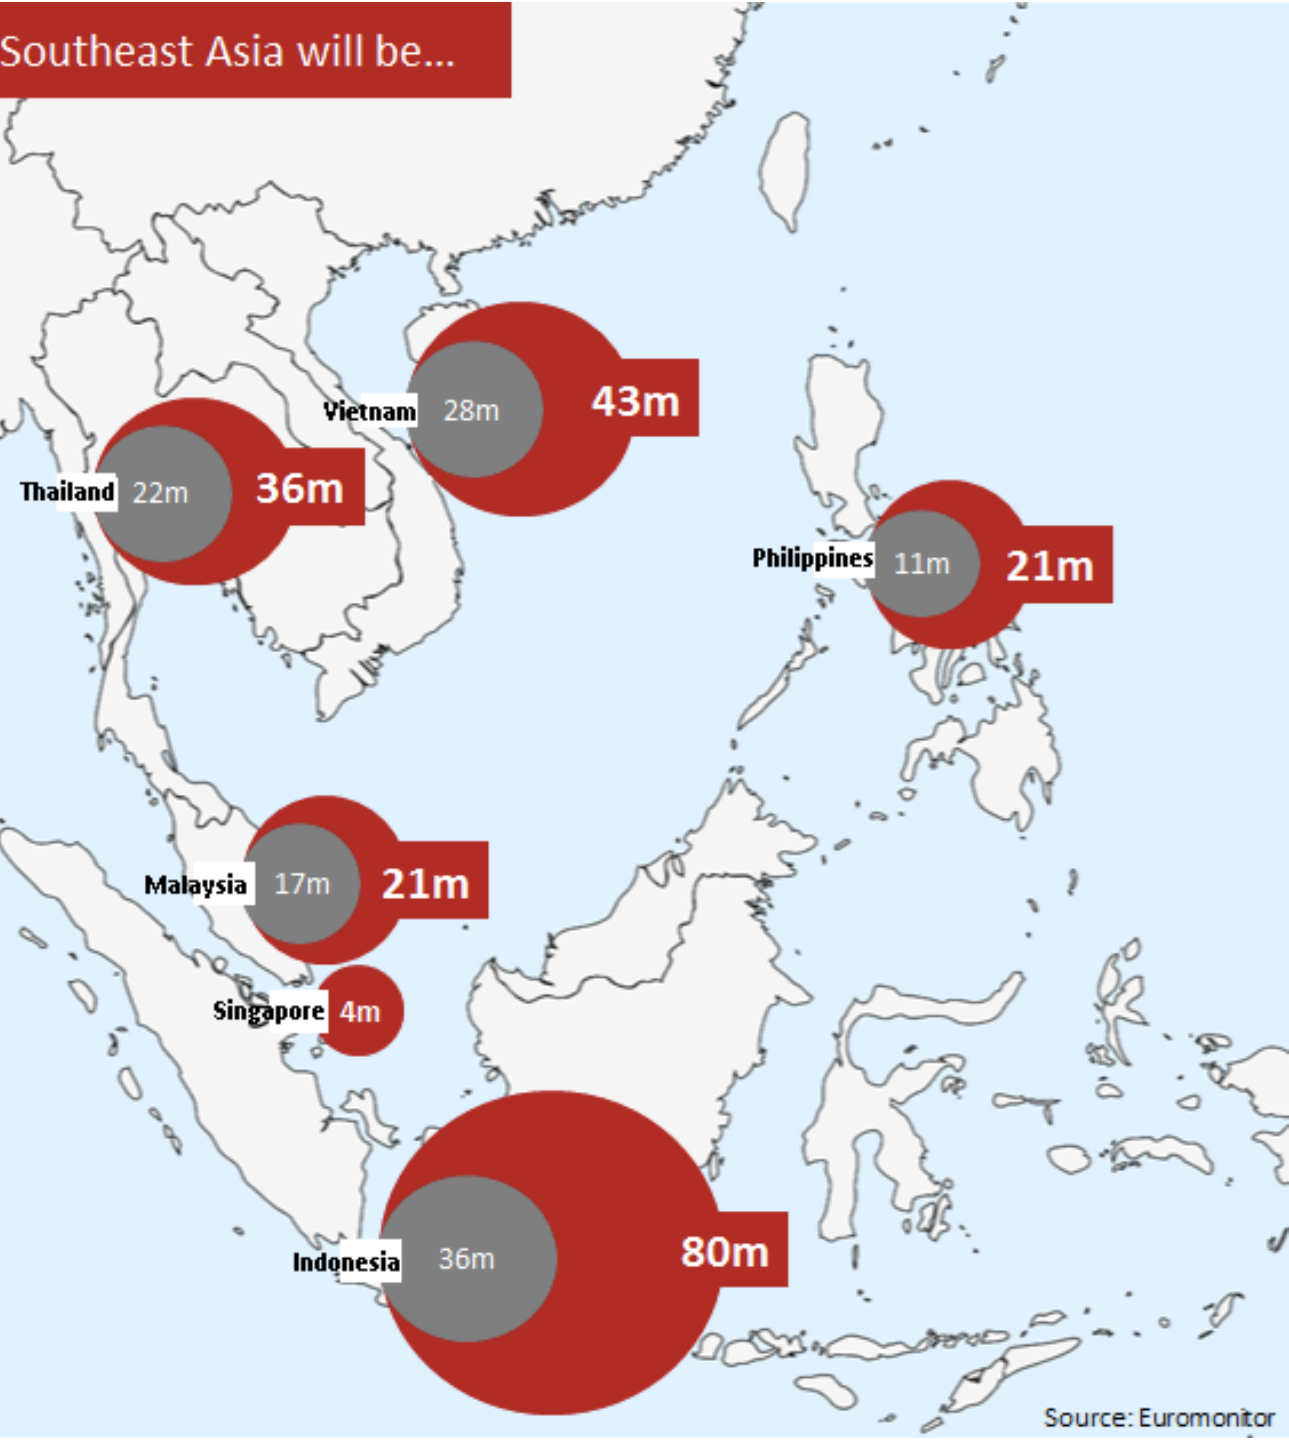 Southeast Asia will be...
Vietnam 28m 43m
Thailand 22m 36m
Philippines 11m 21m
Malaysia 17m 21m
Singapore 4m
Indonesia 36m 80m
Source: Euromonitor